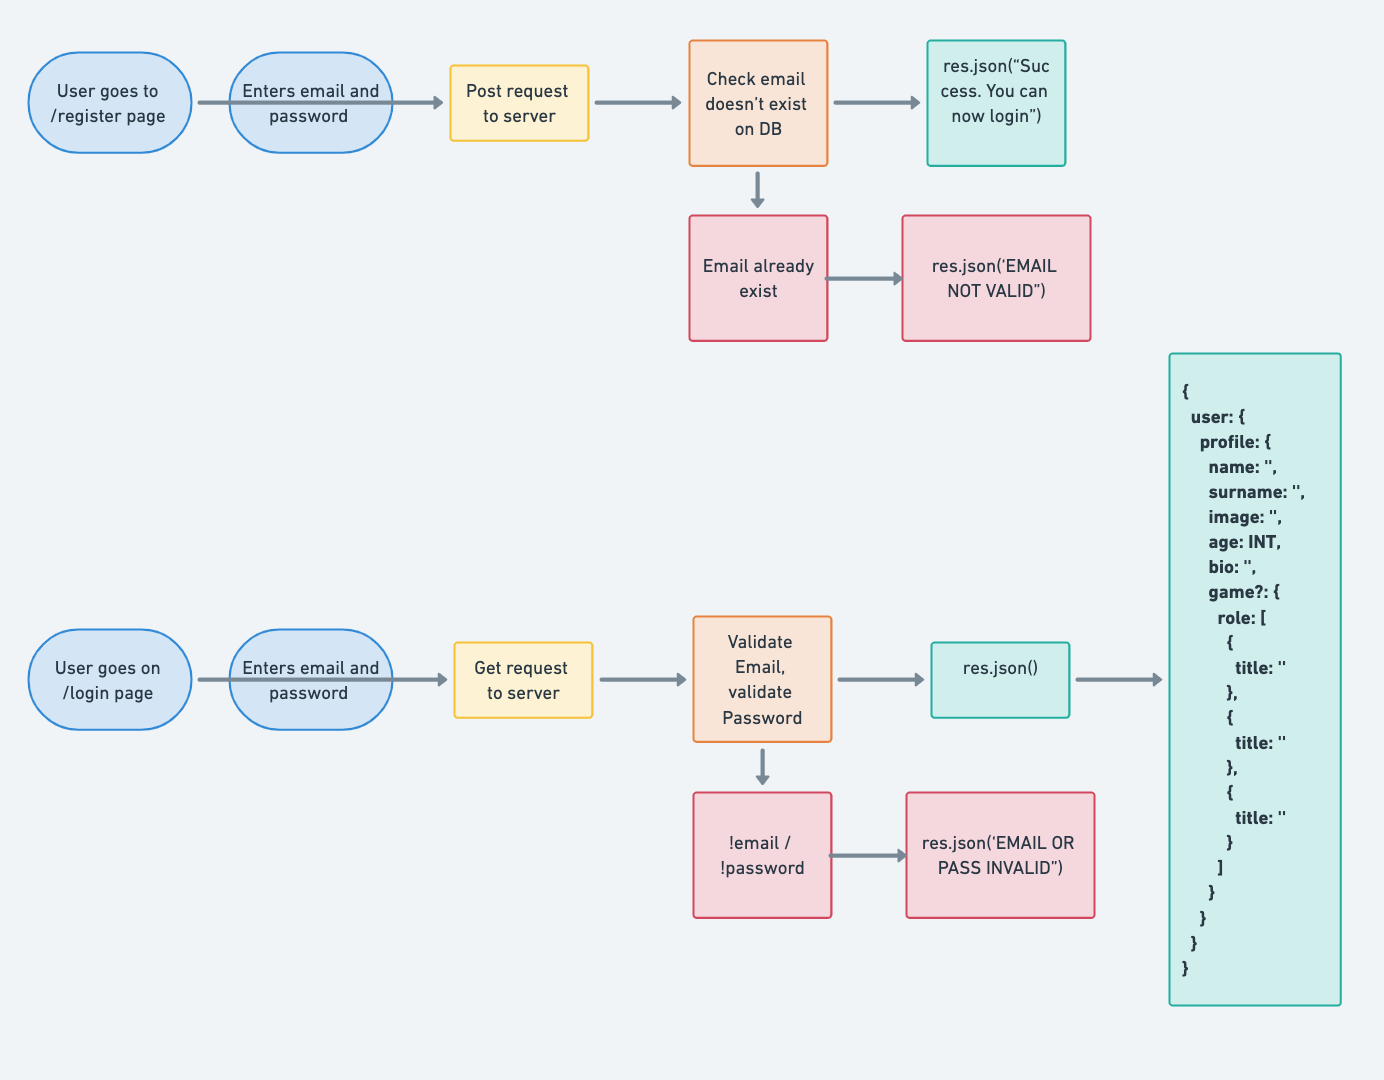 User goes to
/register page
Enters email and
password
Post request
to server
Check email
doesn't exist
on DB
res.json(“Suc
cess. You can
now login”)
Email already
exist
res.json(‘EMAIL
NOT VALID”)
User goes on
/login page
Enters email and
password
Get request
to server
Validate
Email,
validate
Password
res.json()
!email /
!password
res.json(‘EMAIL OR
PASS INVALID”)
{
user: {
profile: {
name: '',
surname: '',
image: '',
age: INT,
bio: '',
game?: {
role: [
{
title: ''
},
{
title: ''
},
{
title: ''
}
]
}
}
}
}